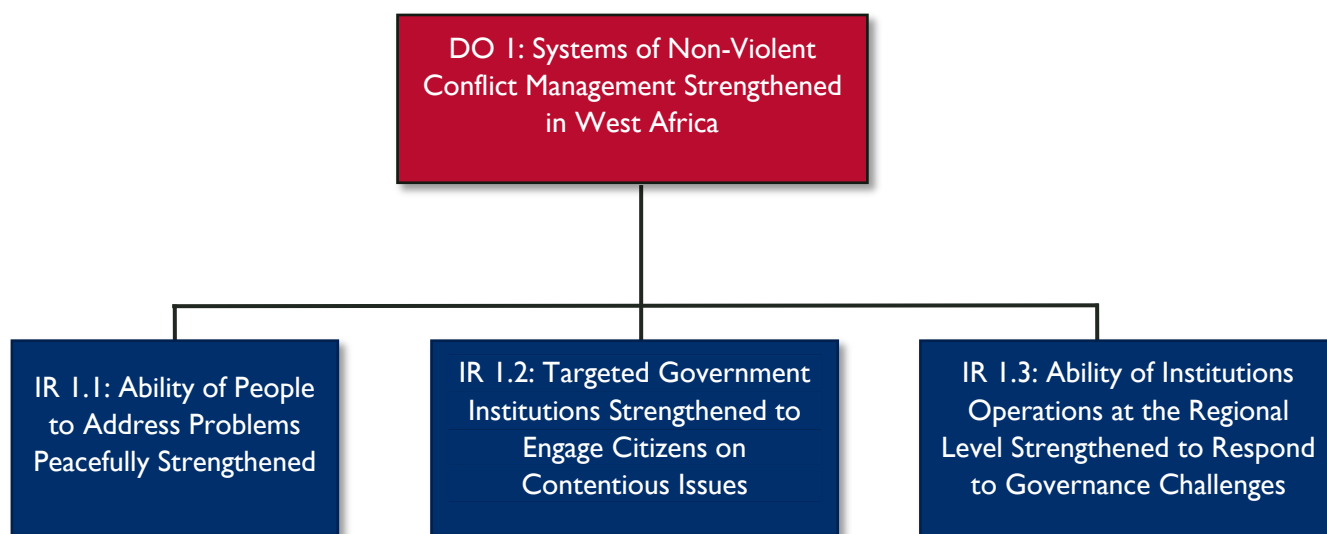 DO 1: Systems of Non-Violent
Conflict Management Strengthened
in West Africa
IR 1.1: Ability of People
to Address Problems
Peacefully Strengthened
IR 1.2: Targeted Government
Institutions Strengthened to
Engage Citizens on
Contentious Issues
IR 1.3: Ability of Institutions
Operations at the Regional
Level Strengthened to Respond
to Governance Challenges